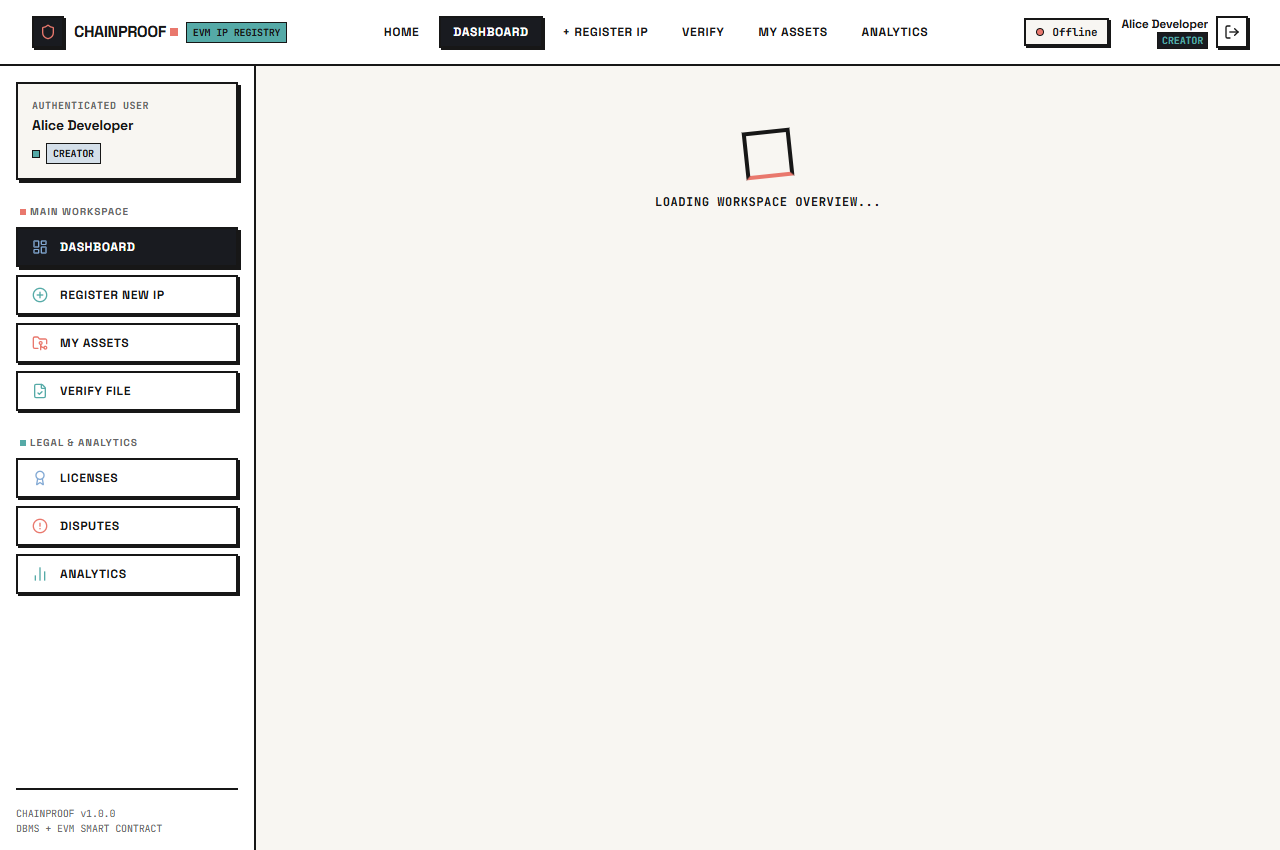 CHAINPROOF
EVM IP REGISTRY
HOME
DASHBOARD
+ REGISTER IP
VERIFY
MY ASSETS
ANALYTICS
Offline
Alice Developer
CREATOR
AUTHENTICATED USER
Alice Developer
CREATOR
MAIN WORKSPACE
DASHBOARD
REGISTER NEW IP
MY ASSETS
VERIFY FILE
LEGAL & ANALYTICS
LICENSES
DISPUTES
ANALYTICS
CHAINPROOF v1.0.0
DBMS + EVM SMART CONTRACT
LOADING WORKSPACE OVERVIEW...